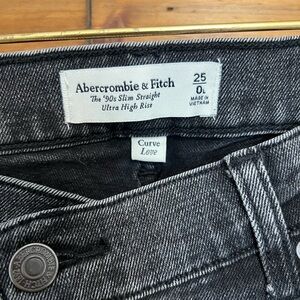 Abercrombie & Fitch
The '90s Slim Straight
Ultra High Rise
25
0L
MADE IN
VIETNAM
Curve
Love